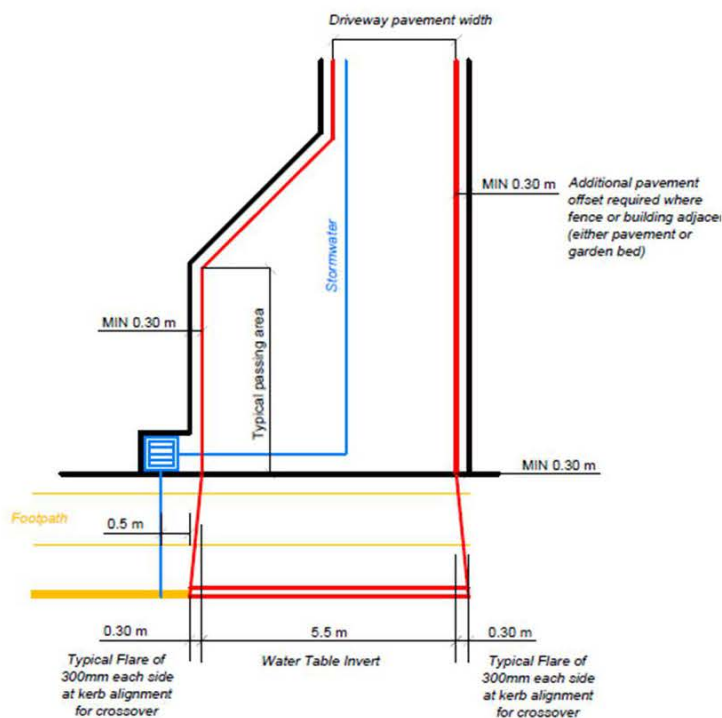 Driveway pavement width
MIN 0.30 m
Additional pavement
offset required where
fence or building adjace
(either pavement or
garden bed)
Stormwater
MIN 0.30 m
Typical passing area
MIN 0.30 m
Footpath
0.5 m
0.30 m
5.5 m
0.30 m
Typical Flare of
300mm each side
at kerb alignment
for crossover
Water Table Invert
Typical Flare of
300mm each side
at kerb alignment
for crossover